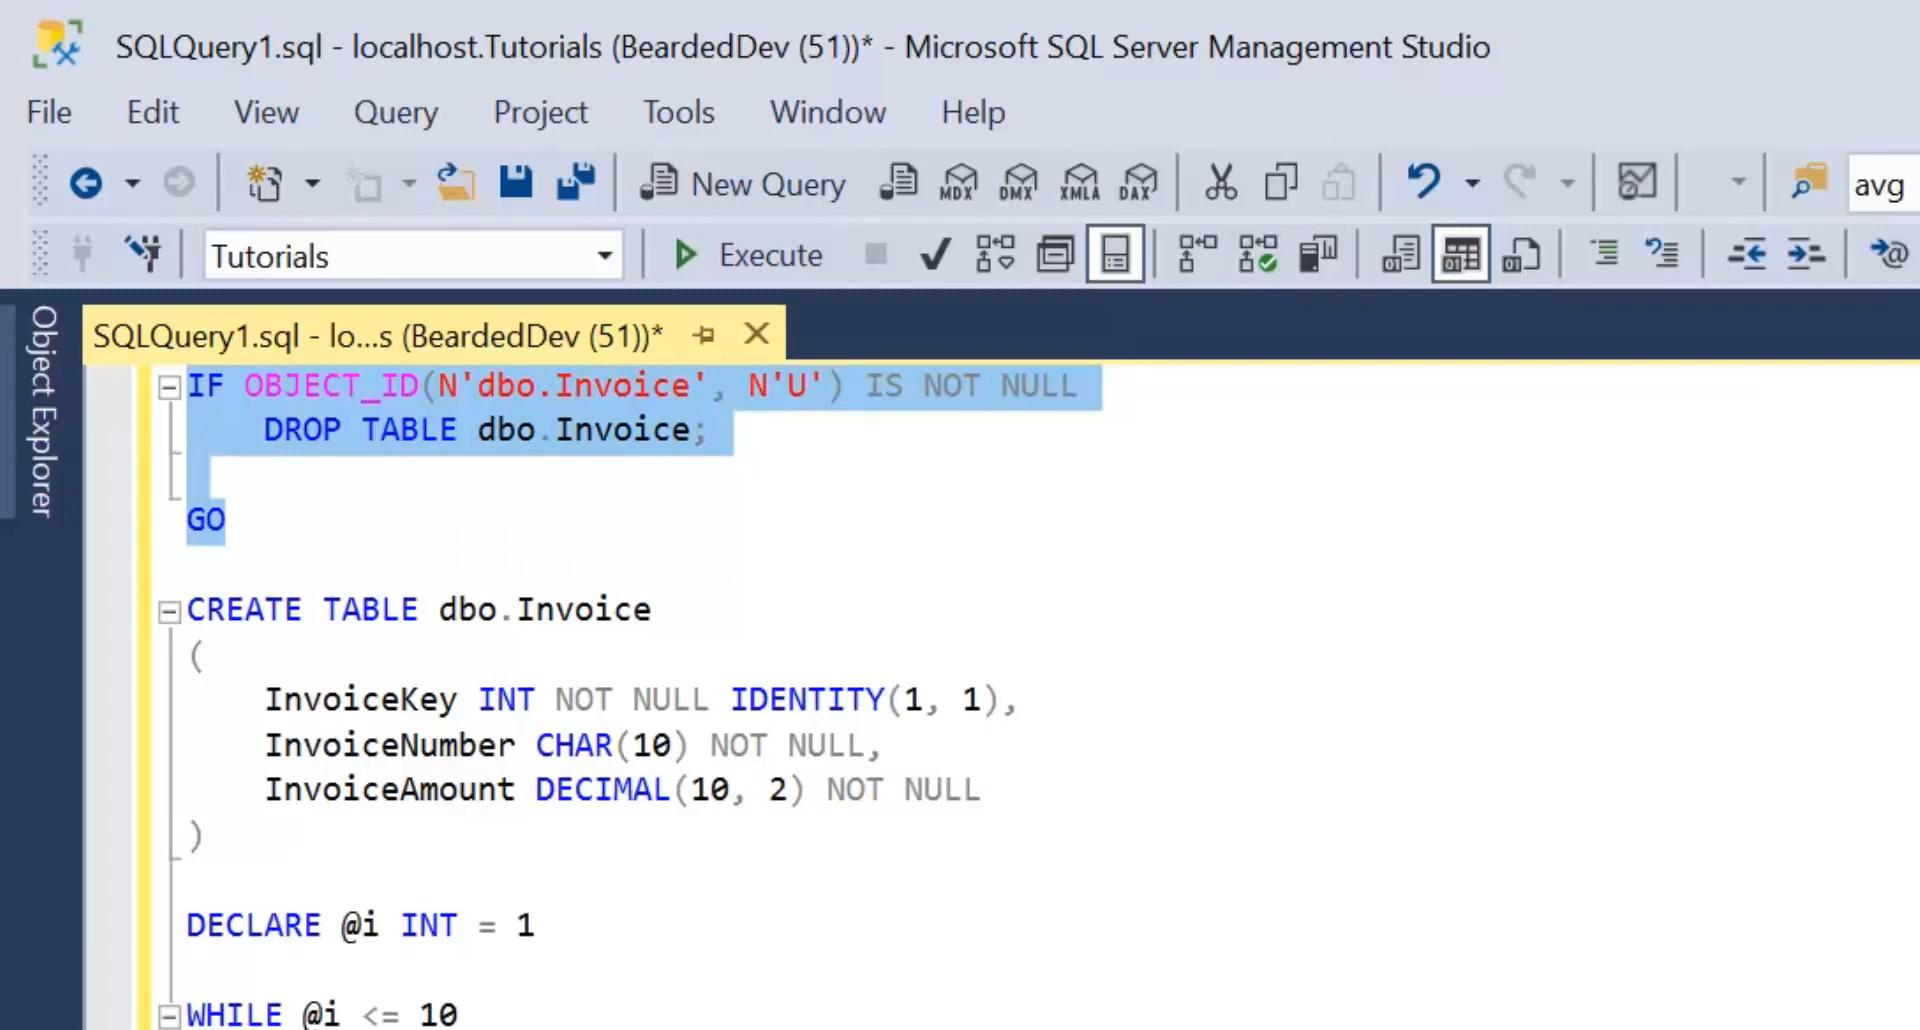 SQLQuery1.sql - localhost.Tutorials (BeardedDev (51))* - Microsoft SQL Server Management Studio
File Edit View Query Project Tools Window Help
New Query MDX DMX XMLA DAX avg
Tutorials Execute
Object Explorer
SQLQuery1.sql - lo...s (BeardedDev (51))*
IF OBJECT_ID(N'dbo.Invoice', N'U') IS NOT NULL
DROP TABLE dbo.Invoice;
GO
CREATE TABLE dbo.Invoice
(
InvoiceKey INT NOT NULL IDENTITY(1, 1),
InvoiceNumber CHAR(10) NOT NULL,
InvoiceAmount DECIMAL(10, 2) NOT NULL
)
DECLARE @i INT = 1
WHILE @i <= 10